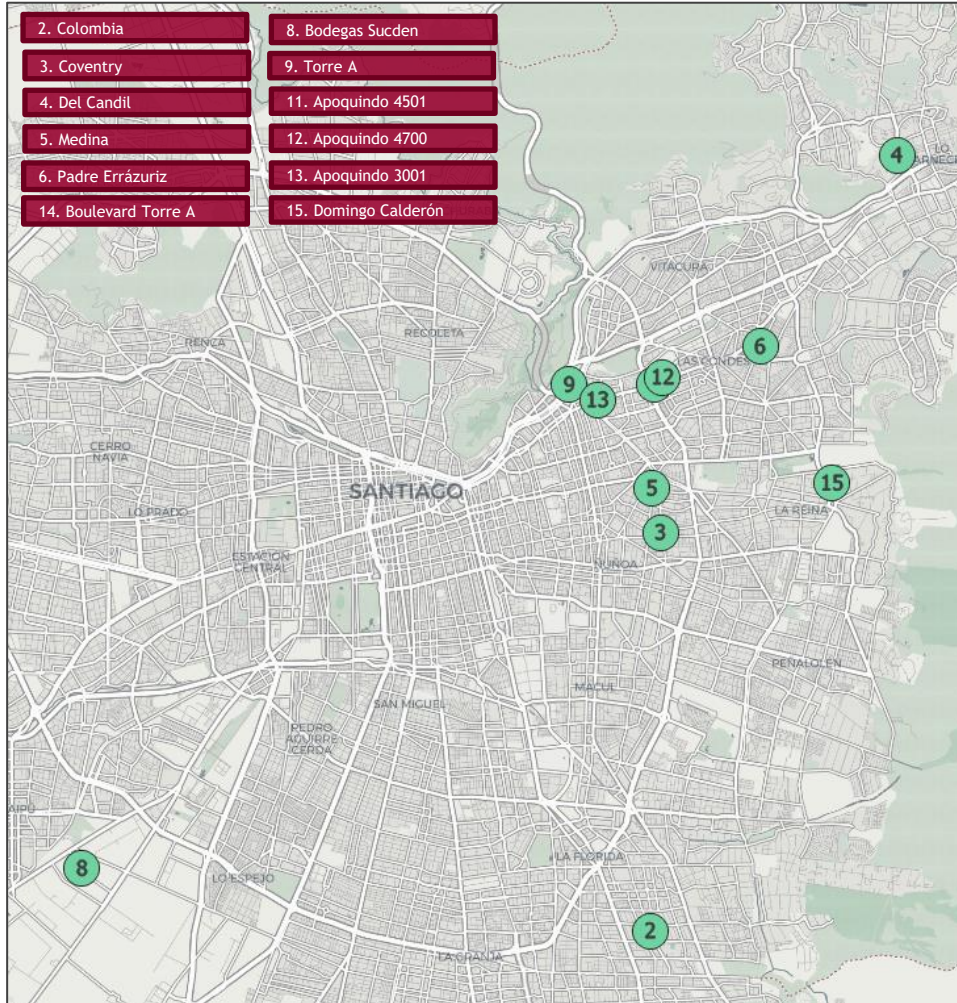 2. Colombia
3. Coventry
4. Del Candil
5. Medina
6. Padre Errázuriz
14. Boulevard Torre A
8. Bodegas Sucden
9. Torre A
11. Apoquindo 4501
12. Apoquindo 4700
13. Apoquindo 3001
15. Domingo Calderón
4
LO
VITACURA
RECOLETA
RENCA
6
LAS CONDES
12
9
13
CERRO
NAVIA
SANTIAGO
5
15
LO PRADO
LA REINA
3
ESTACIÓN
CENTRAL
ÑUÑOA
PEÑALOLÉN
MACUL
SAN MIGUEL
PEDRO
AGUIRRE
CERDA
8
LA FLORIDA
LO ESPEJO
2
LA GRANJA